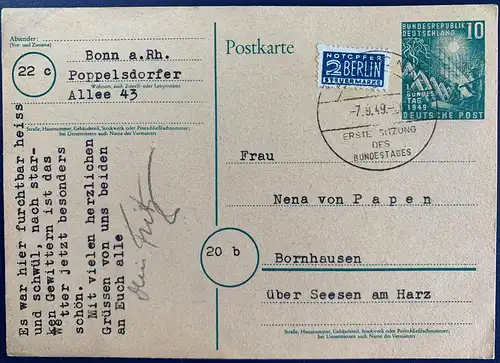 Absender:
(Vor- und Zuname)
Bonn a.Rh.
22 c
Poppelsdorfer
Wohnort, auch Zustell- oder Leitpostamt
Allee 43
Straße, Hausnummer, Gebäudeteil, Stockwerk oder Postschließfachnummer;
bei Untermietern auch Name des Vermieters
Es war hier furchtbar heiss
und schwül, nach star-
ken Gewittern ist das
Wetter jetzt besonders
schön.
Mit vielen herzlichen
Grüssen von uns beiden
an Euch alle
Fritz
Postkarte
NOTOPFER
2 BERLIN
STEUERMARKE
BUNDESREPUBLIK
DEUTSCHLAND
10
BUNDES
TAG
1949
DEUTSCHE POST
-7.9.49.
ERSTE SITZUNG
DES
BUNDESTAGES
Frau
Nena von Papen
20 b
Bornhausen
über Seesen am Harz
Straße, Hausnummer, Gebäudeteil, Stockwerk oder Postschließfachnummer;
bei Untermietern auch Name des Vermieters